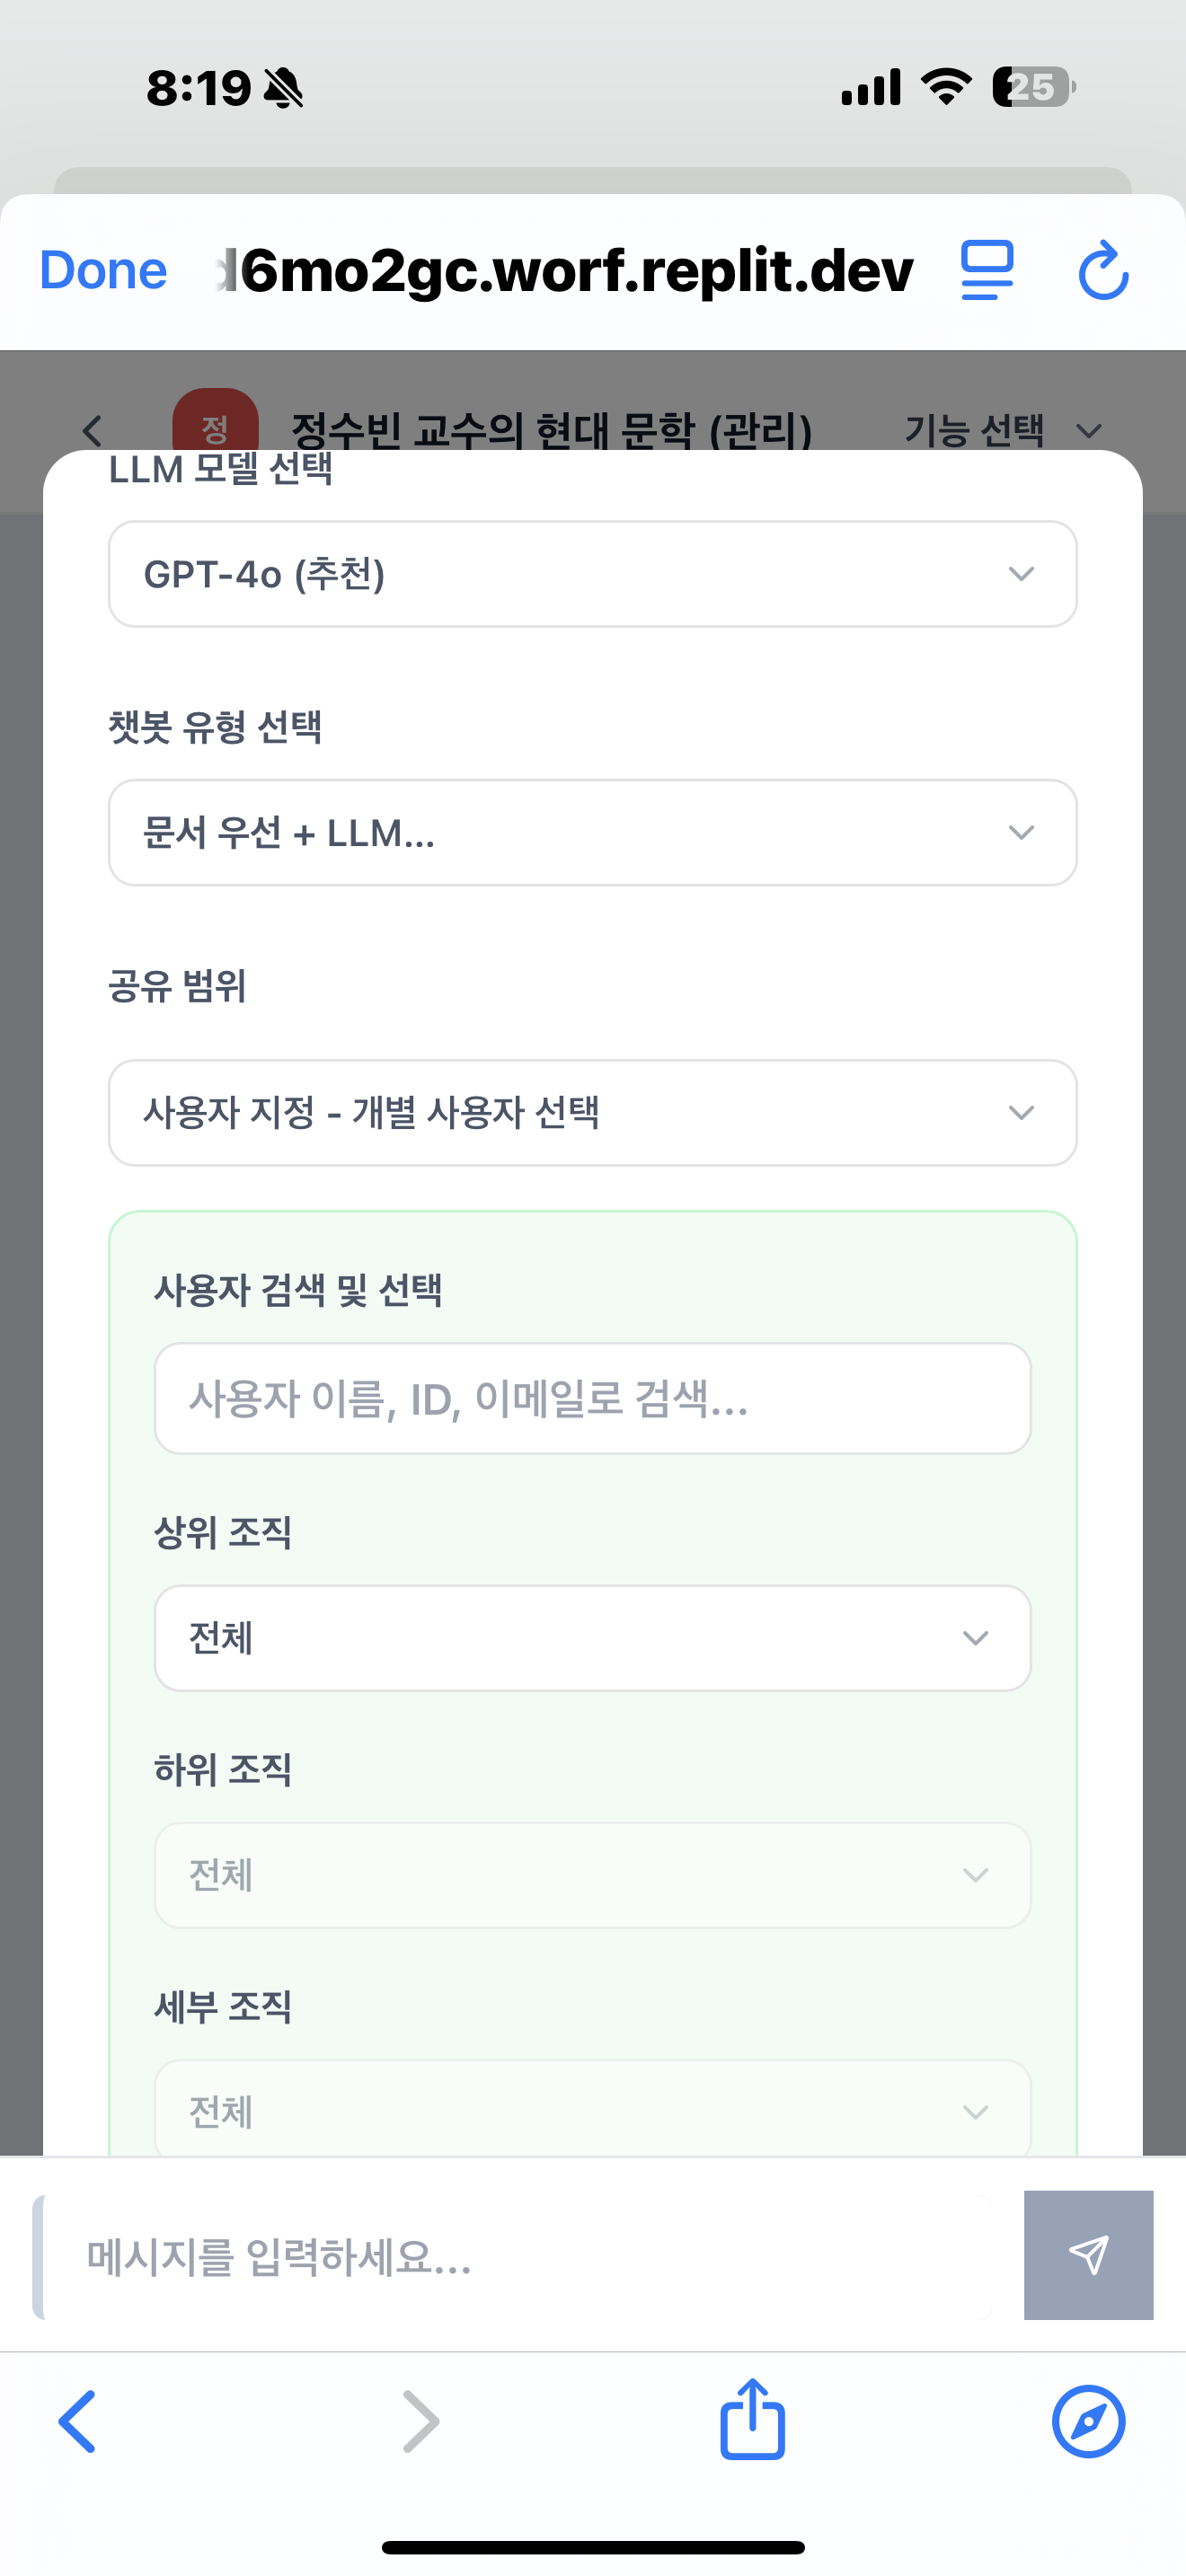 8:19
25
Done
d6mo2gc.worf.replit.dev
정
정수빈 교수의 현대 문학 (관리)
기능 선택
LLM 모델 선택
GPT-4o (추천)
챗봇 유형 선택
문서 우선 + LLM...
공유 범위
사용자 지정 - 개별 사용자 선택
사용자 검색 및 선택
사용자 이름, ID, 이메일로 검색...
상위 조직
전체
하위 조직
전체
세부 조직
전체
메시지를 입력하세요...